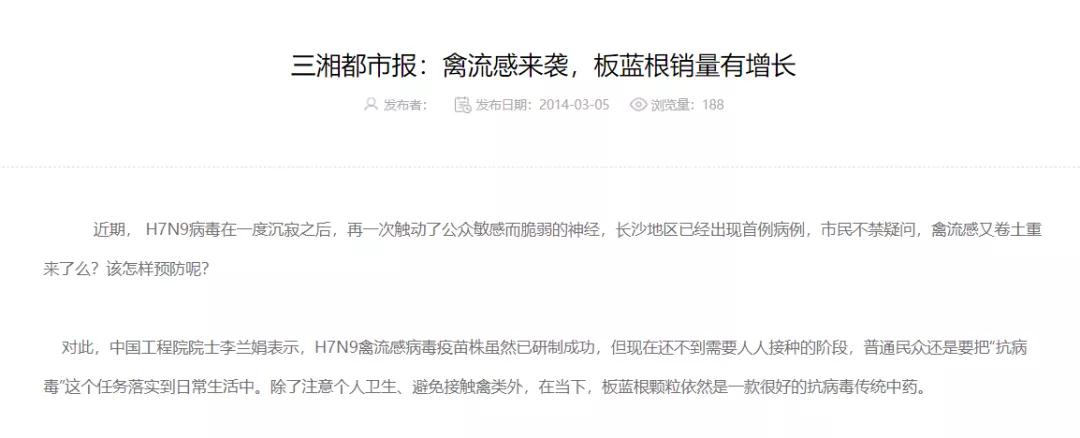 三湘都市报：禽流感来袭，板蓝根销量有增长
发布者： 发布日期：2014-03-05 浏览量：188
近期， H7N9病毒在一度沉寂之后，再一次触动了公众敏感而脆弱的神经，长沙地区已经出现首例病例，市民不禁疑问，禽流感又卷土重
来了么？该怎样预防呢？
对此，中国工程院院士李兰娟表示，H7N9禽流感病毒疫苗株虽然已研制成功，但现在还不到需要人人接种的阶段，普通民众还是要把“抗病
毒”这个任务落实到日常生活中。除了注意个人卫生、避免接触禽类外，在当下，板蓝根颗粒依然是一款很好的抗病毒传统中药。